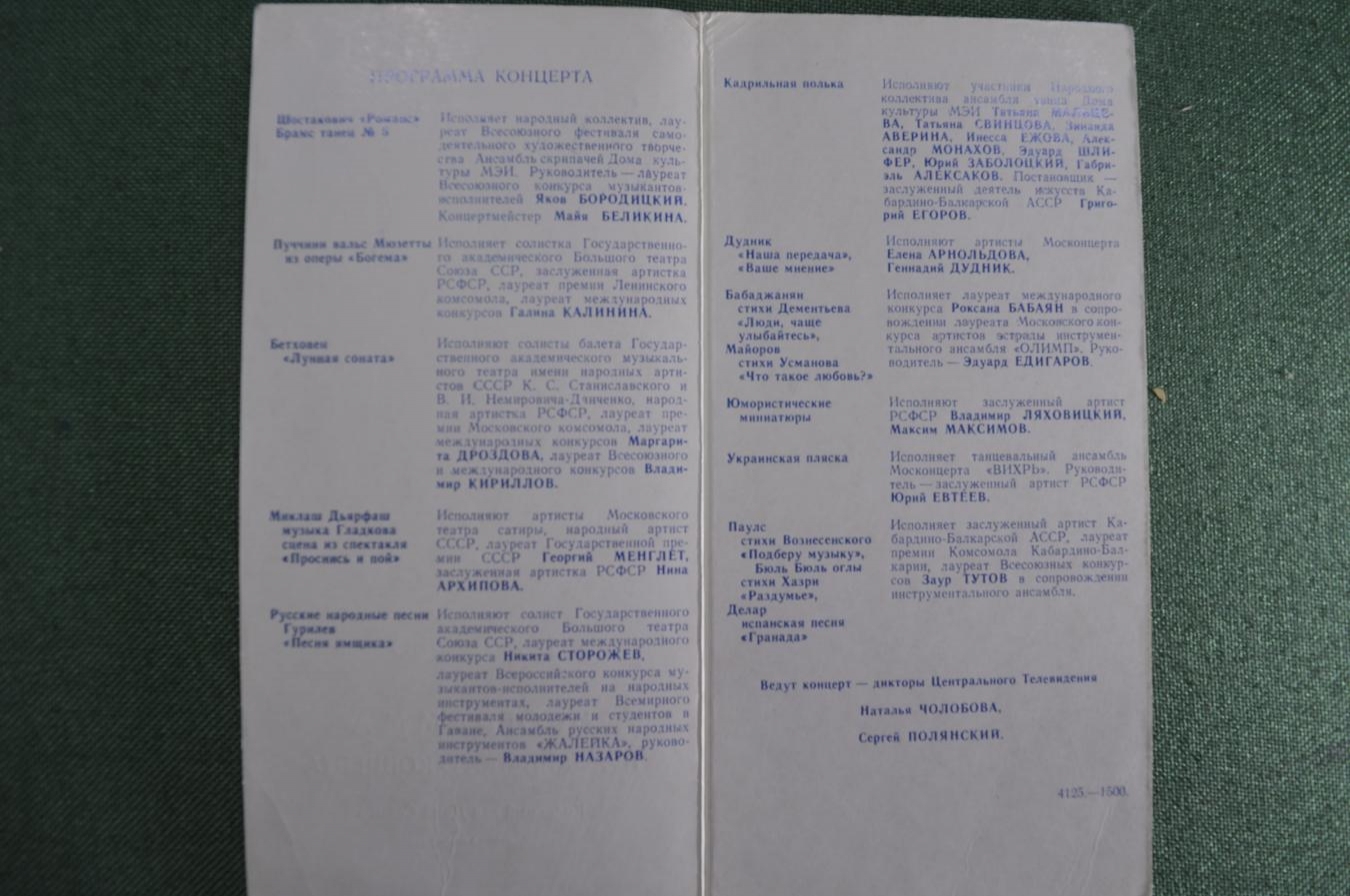 ПРОГРАММА КОНЦЕРТА
Шостакович «Романс»
Брамс танец № 5
Исполняет народный коллектив, лау-
реат Всесоюзного фестиваля само-
деятельного художественного творче-
ства Ансамбль скрипачей Дома куль-
туры МЭИ. Руководитель — лауреат
Всесоюзного конкурса музыкантов-
исполнителей Яков БОРОДИЦКИЙ.
Концертмейстер Майя БЕЛИКИНА.
Пуччини вальс Мюзетты
из оперы «Богема»
Исполняет солистка Государственно-
го академического Большого театра
Союза ССР, заслуженная артистка
РСФСР, лауреат премии Ленинского
комсомола, лауреат международных
конкурсов Галина КАЛИНИНА.
Бетховен
«Лунная соната»
Исполняют солисты балета Государ-
ственного академического музыкаль-
ного театра имени народных арти-
стов СССР К. С. Станиславского и
В. И. Немировича-Данченко, народ-
ная артистка РСФСР, лауреат пре-
мии Московского комсомола, лауреат
международных конкурсов Маргари-
та ДРОЗДОВА, лауреат Всесоюзного
и международного конкурсов Влади-
мир КИРИЛЛОВ.
Миклаш Дьярфаш
музыка Гладкова
сцена из спектакля
«Проснись и пой»
Исполняют артисты Московского
театра сатиры, народный артист
СССР, лауреат Государственной пре-
мии СССР Георгий МЕНГЛЕТ,
заслуженная артистка РСФСР Нина
АРХИПОВА.
Русские народные песни
Гурилев
«Песня ямщика»
Исполняют солист Государственного
академического Большого театра
Союза ССР, лауреат международного
конкурса Никита СТОРОЖЕВ,
лауреат Всероссийского конкурса му-
зыкантов-исполнителей на народных
инструментах, лауреат Всемирного
фестиваля молодежи и студентов в
Гаване, Ансамбль русских народных
инструментов «ЖАЛЕЙКА», руково-
дитель — Владимир НАЗАРОВ.
Кадрильная полька
Исполняют участники Народного
коллектива ансамбля танца Дома
культуры МЭИ Татьяна МАЛЬЦЕ-
ВА, Татьяна СВИНЦОВА, Зинаида
АВЕРИНА, Инесса ЕЖОВА, Алек-
сандр МОНАХОВ, Эдуард ШЛИ-
ФЕР, Юрий ЗАБОЛОЦКИЙ, Габри-
эль АЛЕКСАКОВ. Постановщик —
заслуженный деятель искусств Ка-
бардино-Балкарской АССР Григо-
рий ЕГОРОВ.
Дудник
«Наша передача»,
«Ваше мнение»
Исполняют артисты Москонцерта
Елена АРНОЛЬДОВА,
Геннадий ДУДНИК.
Бабаджанян
стихи Дементьева
«Люди, чаще
улыбайтесь»,
Майоров
стихи Усманова
«Что такое любовь?»
Исполняет лауреат международного
конкурса Роксана БАБАЯН в сопро-
вождении лауреата Московского кон-
курса артистов эстрады инструмен-
тального ансамбля «ОЛИМП». Руко-
водитель — Эдуард ЕДИГАРОВ.
Юмористические
миниатюры
Исполняют заслуженный артист
РСФСР Владимир ЛЯХОВИЦКИЙ,
Максим МАКСИМОВ.
Украинская пляска
Исполняет танцевальный ансамбль
Москонцерта «ВИХРЬ». Руководи-
тель — заслуженный артист РСФСР
Юрий ЕВТЕЕВ.
Паулс
стихи Вознесенского
«Подберу музыку»,
Бюль Бюль оглы
стихи Хазри
«Раздумье»,
Делар
испанская песня
«Гранада»
Исполняет заслуженный артист Ка-
бардино-Балкарской АССР, лауреат
премии Комсомола Кабардино-Бал-
карии, лауреат Всесоюзных конкур-
сов Заур ТУТОВ в сопровождении
инструментального ансамбля.
Ведут концерт — дикторы Центрального Телевидения
Наталья ЧОЛОБОВА,
Сергей ПОЛЯНСКИЙ.
4125.—1500.